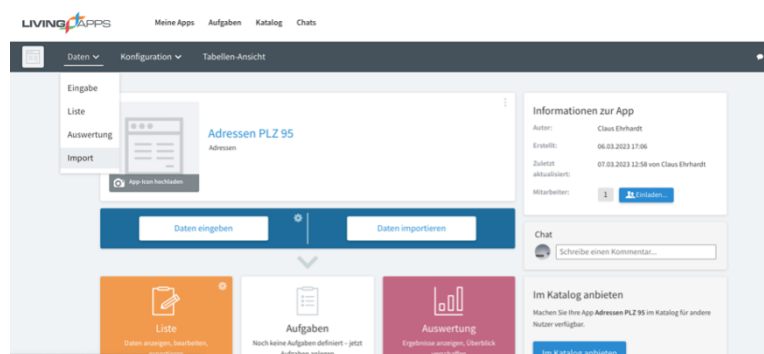 LIVING APPS
Meine Apps Aufgaben Katalog Chats
Daten Konfiguration Tabellen-Ansicht
Eingabe
Liste
Auswertung
Import
Adressen PLZ 95
Adressen
App-Icon hochladen
Daten eingeben
Daten importieren
Liste
Daten anzeigen, bearbeiten,
Aufgaben
Noch keine Aufgaben definiert – jetzt
Aufgaben anlegen
Auswertung
Ergebnisse anzeigen, Überblick
Informationen zur App
Autor: Claus Ehrhardt
Erstellt: 06.03.2023 17:06
Zuletzt
aktualisiert: 07.03.2023 12:58 von Claus Ehrhardt
Mitarbeiter: 1 Einladen...
Chat
Schreibe einen Kommentar...
Im Katalog anbieten
Machen Sie Ihre App Adressen PLZ 95 im Katalog für andere
Nutzer verfügbar.
Im Katalog anbieten